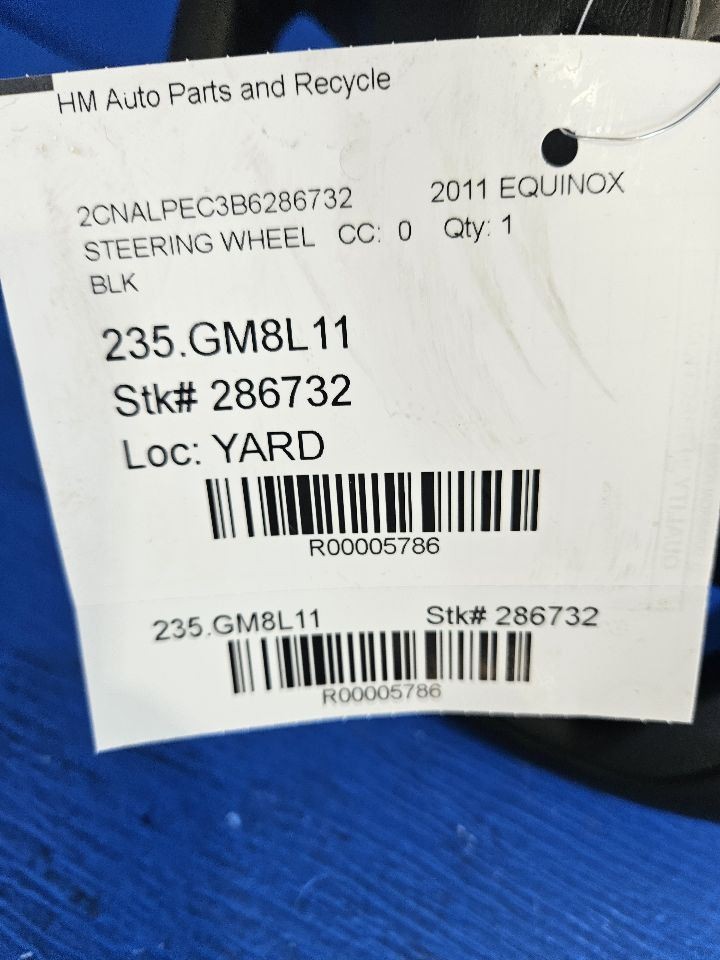 HM Auto Parts and Recycle
2CNALPEC3B6286732 2011 EQUINOX
STEERING WHEEL CC: 0 Qty: 1
BLK
235.GM8L11
Stk# 286732
Loc: YARD
R00005786
235.GM8L11 Stk# 286732
R00005786